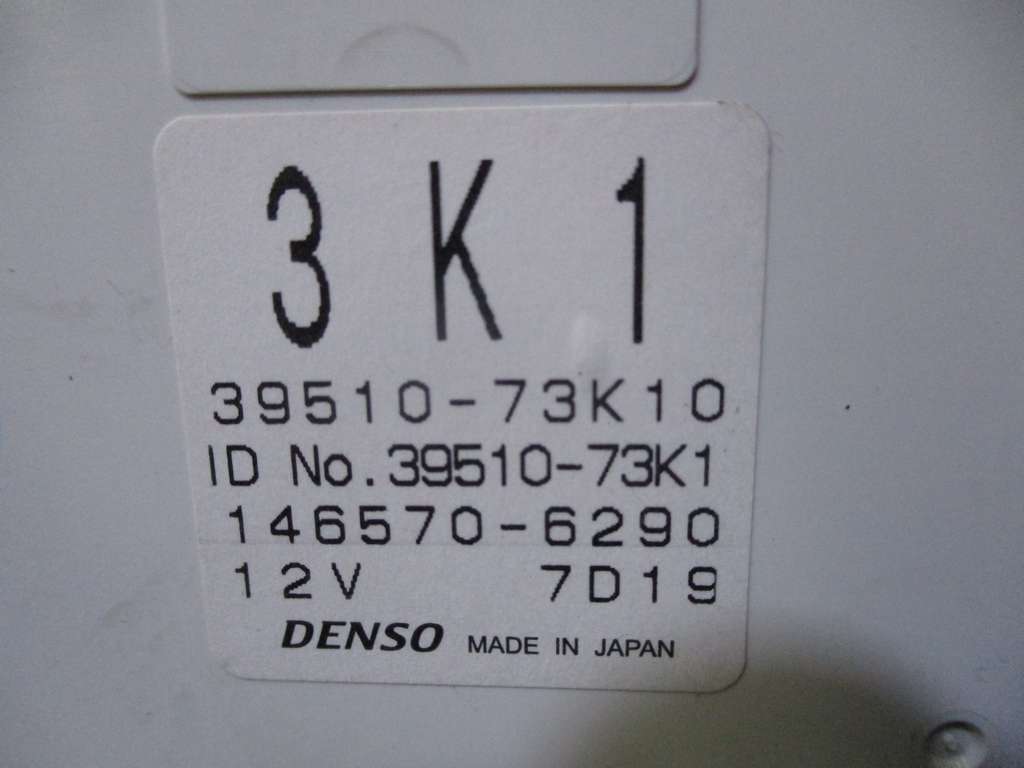 3 K 1
39510-73K10
ID No.39510-73K1
146570-6290
12V 7D19
DENSO MADE IN JAPAN